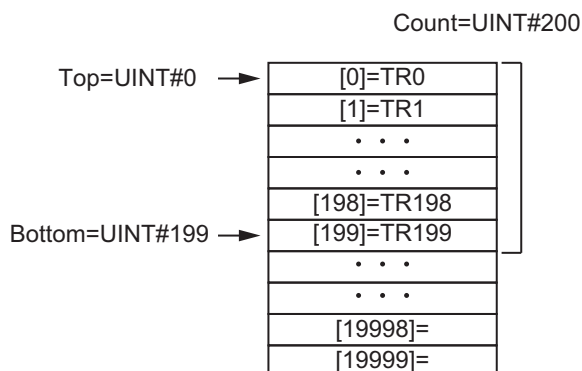 Count=UINT#200
Top=UINT#0
[0]=TR0
[1]=TR1
· · ·
· · ·
[198]=TR198
Bottom=UINT#199
[199]=TR199
· · ·
· · ·
[19998]=
[19999]=